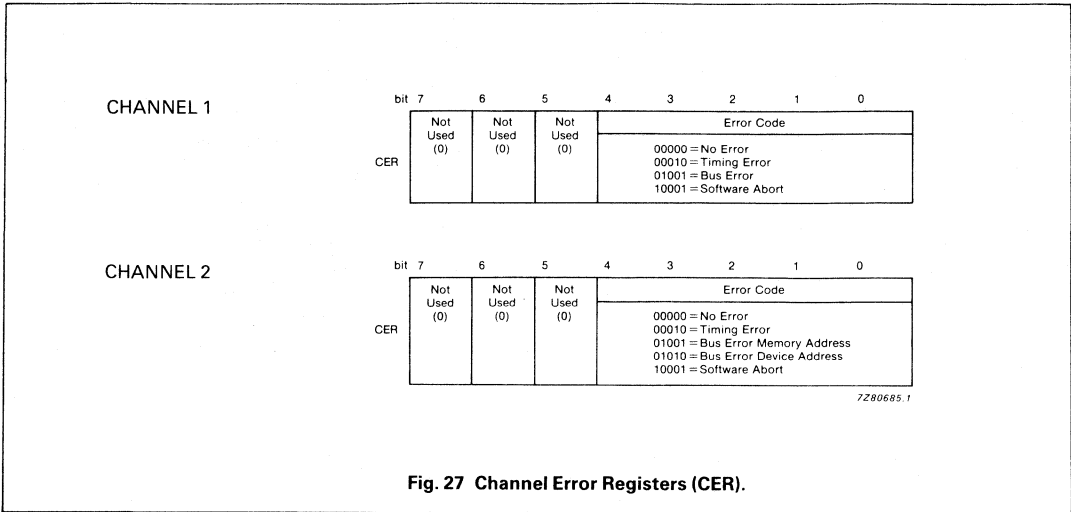 CHANNEL 1
bit 7 6 5 4 3 2 1 0
CER
Not Used (0)
Not Used (0)
Not Used (0)
Error Code
00000 = No Error
00010 = Timing Error
01001 = Bus Error
10001 = Software Abort
CHANNEL 2
bit 7 6 5 4 3 2 1 0
CER
Not Used (0)
Not Used (0)
Not Used (0)
Error Code
00000 = No Error
00010 = Timing Error
01001 = Bus Error Memory Address
01010 = Bus Error Device Address
10001 = Software Abort
7Z80685.1
Fig. 27 Channel Error Registers (CER).